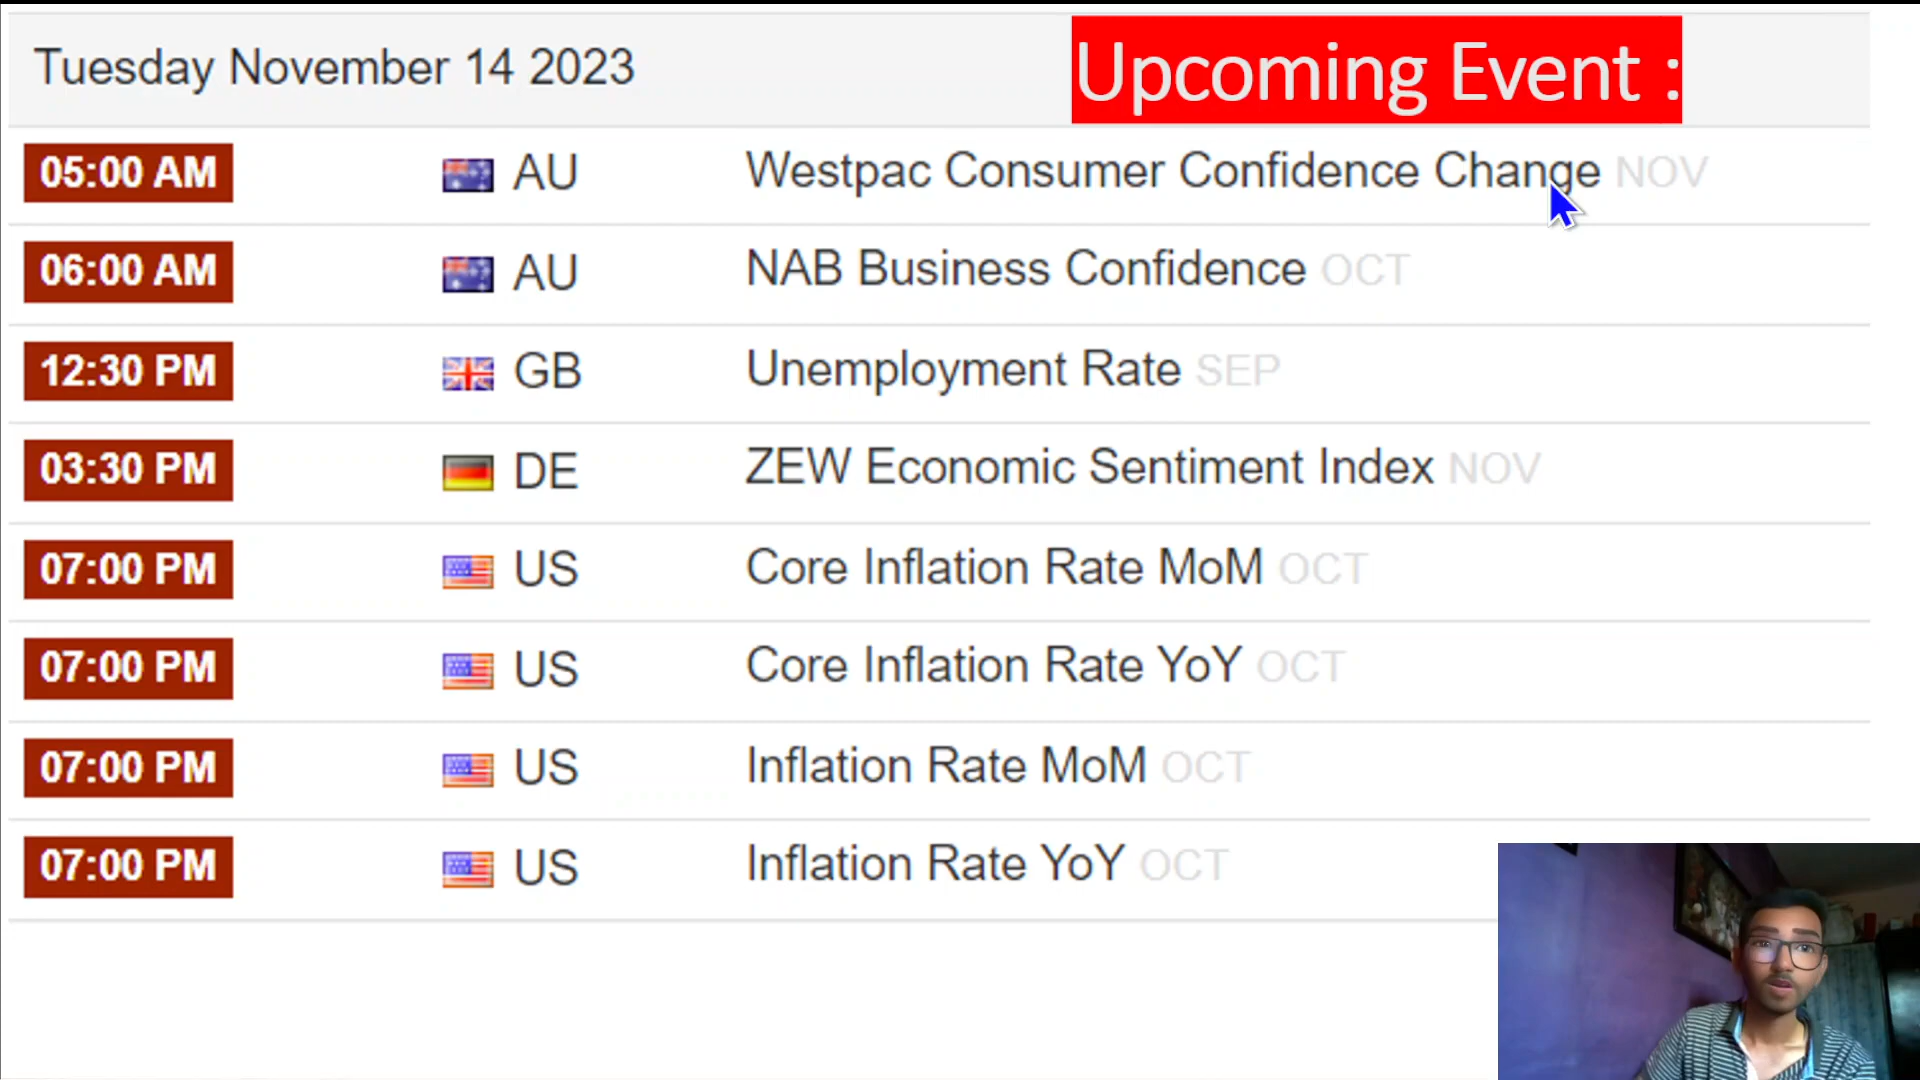 Tuesday November 14 2023 Upcoming Event :
05:00 AM AU Westpac Consumer Confidence Change NOV
06:00 AM AU NAB Business Confidence OCT
12:30 PM GB Unemployment Rate SEP
03:30 PM DE ZEW Economic Sentiment Index NOV
07:00 PM US Core Inflation Rate MoM OCT
07:00 PM US Core Inflation Rate YoY OCT
07:00 PM US Inflation Rate MoM OCT
07:00 PM US Inflation Rate YoY OCT